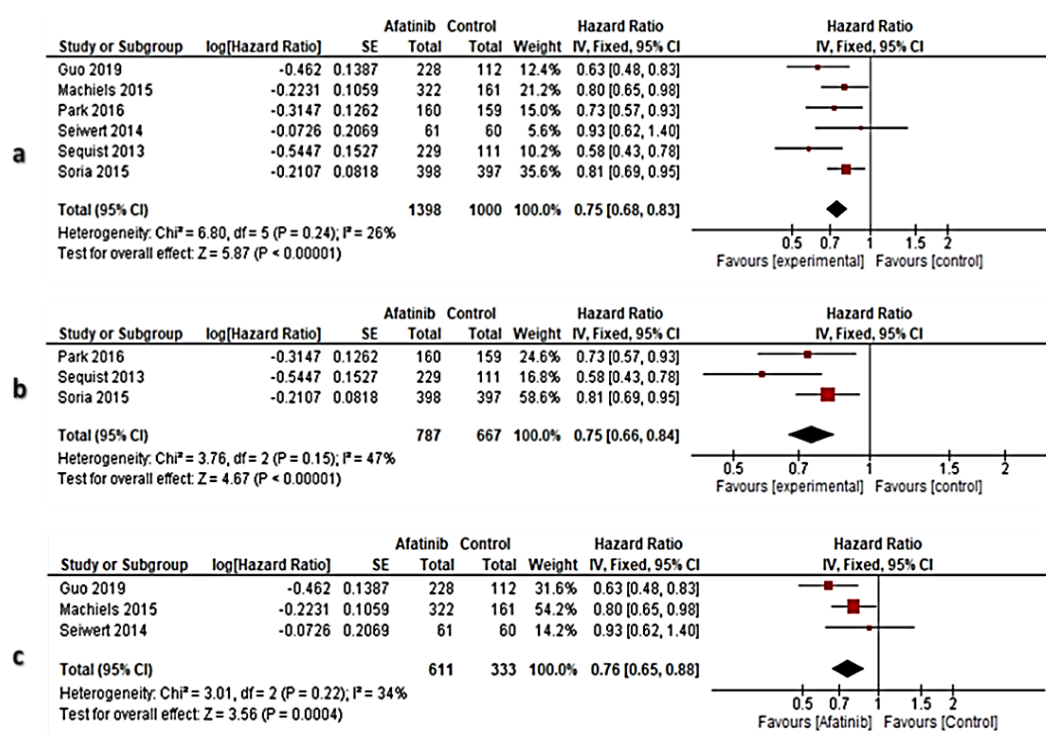 a
Afatinib Control Hazard Ratio Hazard Ratio
Study or Subgroup log[Hazard Ratio] SE Total Total Weight IV, Fixed, 95% CI IV, Fixed, 95% CI
Guo 2019 -0.462 0.1387 228 112 12.4% 0.63 [0.48, 0.83]
Machiels 2015 -0.2231 0.1059 322 161 21.2% 0.80 [0.65, 0.98]
Park 2016 -0.3147 0.1262 160 159 15.0% 0.73 [0.57, 0.93]
Seiwert 2014 -0.0726 0.2069 61 60 5.6% 0.93 [0.62, 1.40]
Sequist 2013 -0.5447 0.1527 229 111 10.2% 0.58 [0.43, 0.78]
Soria 2015 -0.2107 0.0818 398 397 35.6% 0.81 [0.69, 0.95]
Total (95% CI) 1398 1000 100.0% 0.75 [0.68, 0.83]
Heterogeneity: Chi² = 6.80, df = 5 (P = 0.24); I² = 26%
Test for overall effect: Z = 5.87 (P < 0.00001)
0.5 0.7 1 1.5 2
Favours [experimental] Favours [control]
b
Afatinib Control Hazard Ratio Hazard Ratio
Study or Subgroup log[Hazard Ratio] SE Total Total Weight IV, Fixed, 95% CI IV, Fixed, 95% CI
Park 2016 -0.3147 0.1262 160 159 24.6% 0.73 [0.57, 0.93]
Sequist 2013 -0.5447 0.1527 229 111 16.8% 0.58 [0.43, 0.78]
Soria 2015 -0.2107 0.0818 398 397 58.6% 0.81 [0.69, 0.95]
Total (95% CI) 787 667 100.0% 0.75 [0.66, 0.84]
Heterogeneity: Chi² = 3.76, df = 2 (P = 0.15); I² = 47%
Test for overall effect: Z = 4.67 (P < 0.00001)
0.5 0.7 1 2
Favours [experimental] Favours [control]
c
Afatinib Control Hazard Ratio Hazard Ratio
Study or Subgroup log[Hazard Ratio] SE Total Total Weight IV, Fixed, 95% CI IV, Fixed, 95% CI
Guo 2019 -0.462 0.1387 228 112 31.6% 0.63 [0.48, 0.83]
Machiels 2015 -0.2231 0.1059 322 161 54.2% 0.80 [0.65, 0.98]
Seiwert 2014 -0.0726 0.2069 61 60 14.2% 0.93 [0.62, 1.40]
Total (95% CI) 611 333 100.0% 0.76 [0.65, 0.88]
Heterogeneity: Chi² = 3.01, df = 2 (P = 0.22); I² = 34%
Test for overall effect: Z = 3.56 (P = 0.0004)
0.5 0.7 1 1.5 2
Favours [Afatinib] Favours [Control]